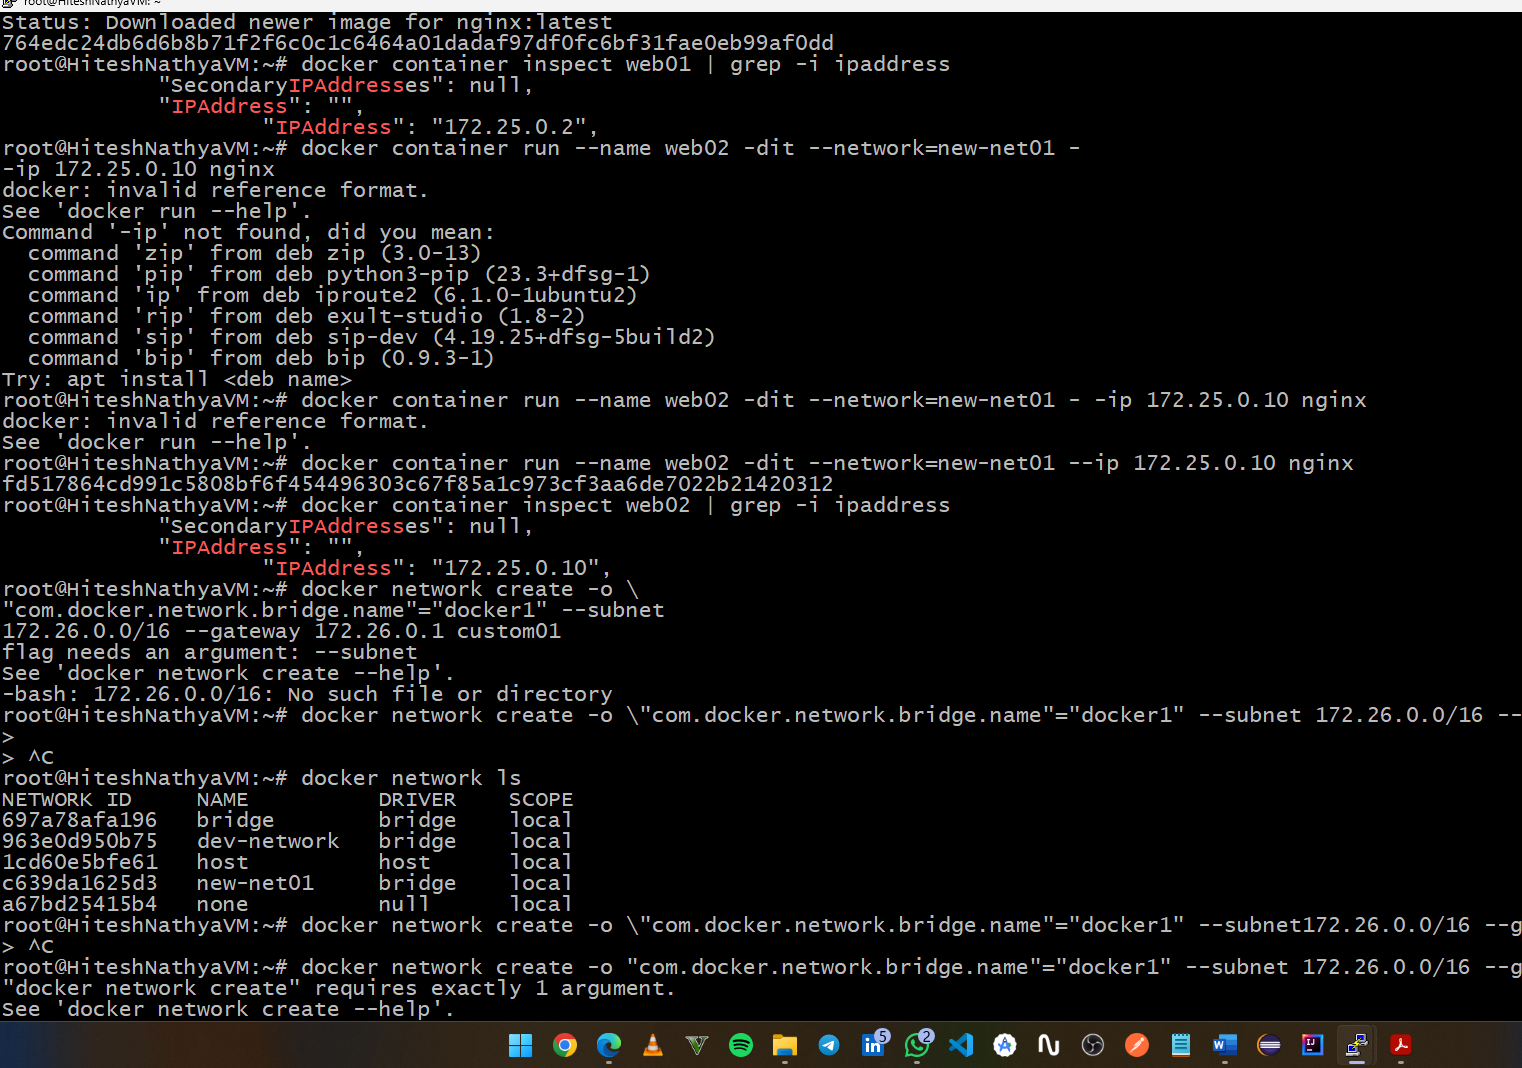 root@HiteshNathyaVM: ~
Status: Downloaded newer image for nginx:latest
764edc24db6d6b8b71f2f6c0c1c6464a01dadaf97df0fc6bf31fae0eb99af0dd
root@HiteshNathyaVM:~# docker container inspect web01 | grep -i ipaddress
            "SecondaryIPAddresses": null,
            "IPAddress": "",
                    "IPAddress": "172.25.0.2",
root@HiteshNathyaVM:~# docker container run --name web02 -dit --network=new-net01 -
-ip 172.25.0.10 nginx
docker: invalid reference format.
See 'docker run --help'.
Command '-ip' not found, did you mean:
  command 'zip' from deb zip (3.0-13)
  command 'pip' from deb python3-pip (23.3+dfsg-1)
  command 'ip' from deb iproute2 (6.1.0-1ubuntu2)
  command 'rip' from deb exult-studio (1.8-2)
  command 'sip' from deb sip-dev (4.19.25+dfsg-5build2)
  command 'bip' from deb bip (0.9.3-1)
Try: apt install <deb name>
root@HiteshNathyaVM:~# docker container run --name web02 -dit --network=new-net01 - -ip 172.25.0.10 nginx
docker: invalid reference format.
See 'docker run --help'.
root@HiteshNathyaVM:~# docker container run --name web02 -dit --network=new-net01 --ip 172.25.0.10 nginx
fd517864cd991c5808bf6f454496303c67f85a1c973cf3aa6de7022b21420312
root@HiteshNathyaVM:~# docker container inspect web02 | grep -i ipaddress
            "SecondaryIPAddresses": null,
            "IPAddress": "",
                    "IPAddress": "172.25.0.10",
root@HiteshNathyaVM:~# docker network create -o \
"com.docker.network.bridge.name"="docker1" --subnet
172.26.0.0/16 --gateway 172.26.0.1 custom01
flag needs an argument: --subnet
See 'docker network create --help'.
-bash: 172.26.0.0/16: No such file or directory
root@HiteshNathyaVM:~# docker network create -o \"com.docker.network.bridge.name"="docker1" --subnet 172.26.0.0/16 --
>
> ^C
root@HiteshNathyaVM:~# docker network ls
NETWORK ID     NAME          DRIVER    SCOPE
697a78afa196   bridge        bridge    local
963e0d950b75   dev-network   bridge    local
1cd60e5bfe61   host          host      local
c639da1625d3   new-net01     bridge    local
a67bd25415b4   none          null      local
root@HiteshNathyaVM:~# docker network create -o \"com.docker.network.bridge.name"="docker1" --subnet172.26.0.0/16 --g
> ^C
root@HiteshNathyaVM:~# docker network create -o "com.docker.network.bridge.name"="docker1" --subnet 172.26.0.0/16 --g
"docker network create" requires exactly 1 argument.
See 'docker network create --help'.
5
2